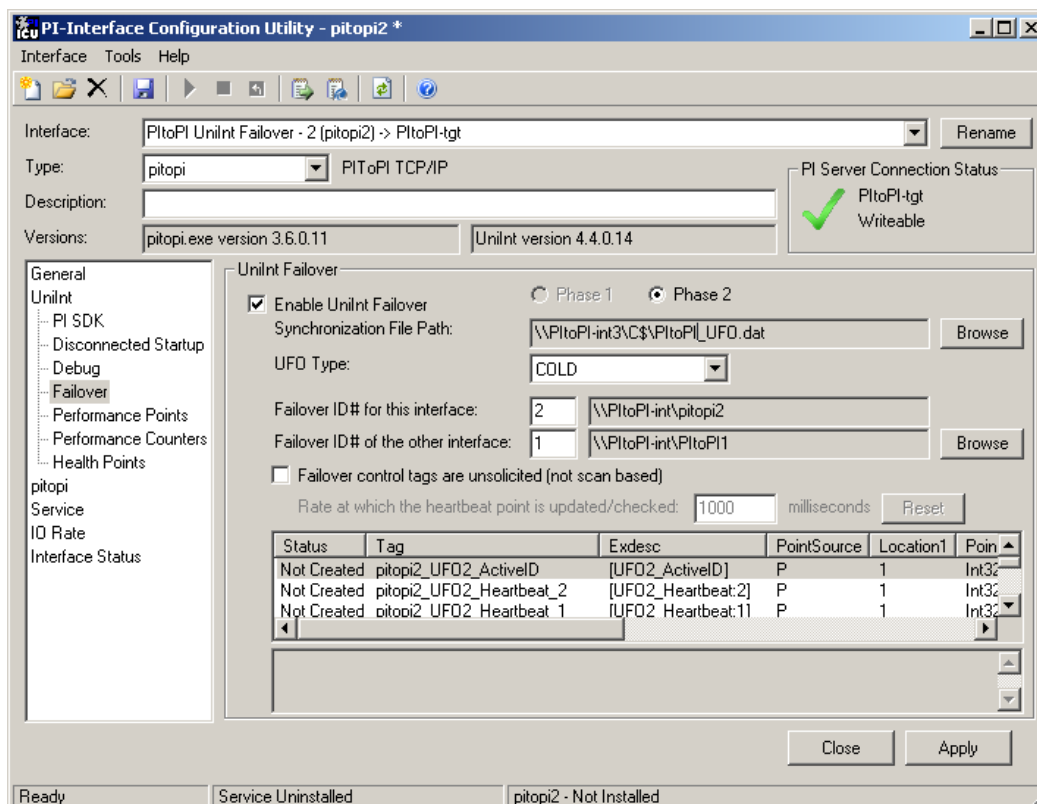 PI-Interface Configuration Utility - pitopi2 *
Interface Tools Help
Interface: PItoPI UniInt Failover - 2 (pitopi2) -> PItoPI-tgt Rename
Type: pitopi PIToPI TCP/IP
PI Server Connection Status
PItoPI-tgt
Writeable
Description:
Versions: pitopi.exe version 3.6.0.11 UniInt version 4.4.0.14
General
UniInt
PI SDK
Disconnected Startup
Debug
Failover
Performance Points
Performance Counters
Health Points
pitopi
Service
IO Rate
Interface Status
UniInt Failover
Enable UniInt Failover Phase 1 Phase 2
Synchronization File Path: \\PItoPI-int3\C$\PItoPI_UFO.dat Browse
UFO Type: COLD
Failover ID# for this interface: 2 \\PItoPI-int\pitopi2
Failover ID# of the other interface: 1 \\PItoPI-int\PItoPI1 Browse
Failover control tags are unsolicited (not scan based)
Rate at which the heartbeat point is updated/checked: 1000 milliseconds Reset
Status Tag Exdesc PointSource Location1 Poin
Not Created pitopi2_UFO2_ActiveID [UFO2_ActiveID] P 1 Int32
Not Created pitopi2_UFO2_Heartbeat_2 [UFO2_Heartbeat:2] P 1 Int32
Not Created pitopi2_UFO2_Heartbeat_1 [UFO2_Heartbeat:1] P 1 Int32
Close Apply
Ready Service Uninstalled pitopi2 - Not Installed